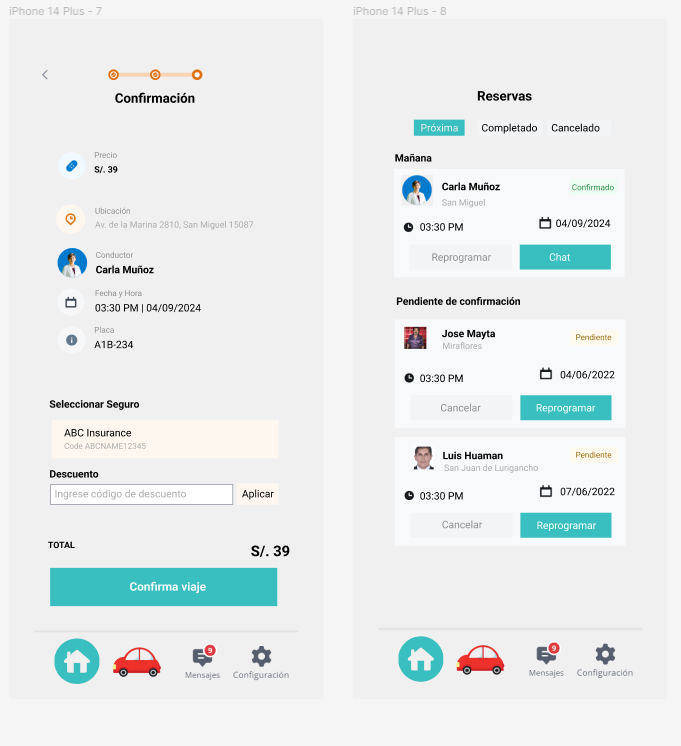 iPhone 14 Plus - 7
Confirmación
Precio
S/. 39
Ubicación
Av. de la Marina 2810, San Miguel 15087
Conductor
Carla Muñoz
Fecha y Hora
03:30 PM | 04/09/2024
Placa
A1B-234
Seleccionar Seguro
ABC Insurance
Code ABCNAME12345
Descuento
Ingrese código de descuento
Aplicar
TOTAL
S/. 39
Confirma viaje
9
Mensajes
Configuración
iPhone 14 Plus - 8
Reservas
Próxima
Completado
Cancelado
Mañana
Carla Muñoz
Confirmado
San Miguel
03:30 PM
04/09/2024
Reprogramar
Chat
Pendiente de confirmación
Jose Mayta
Pendiente
Miraflores
03:30 PM
04/06/2022
Cancelar
Reprogramar
Luis Huaman
Pendiente
San Juan de Lurigancho
03:30 PM
07/06/2022
Cancelar
Reprogramar
9
Mensajes
Configuración